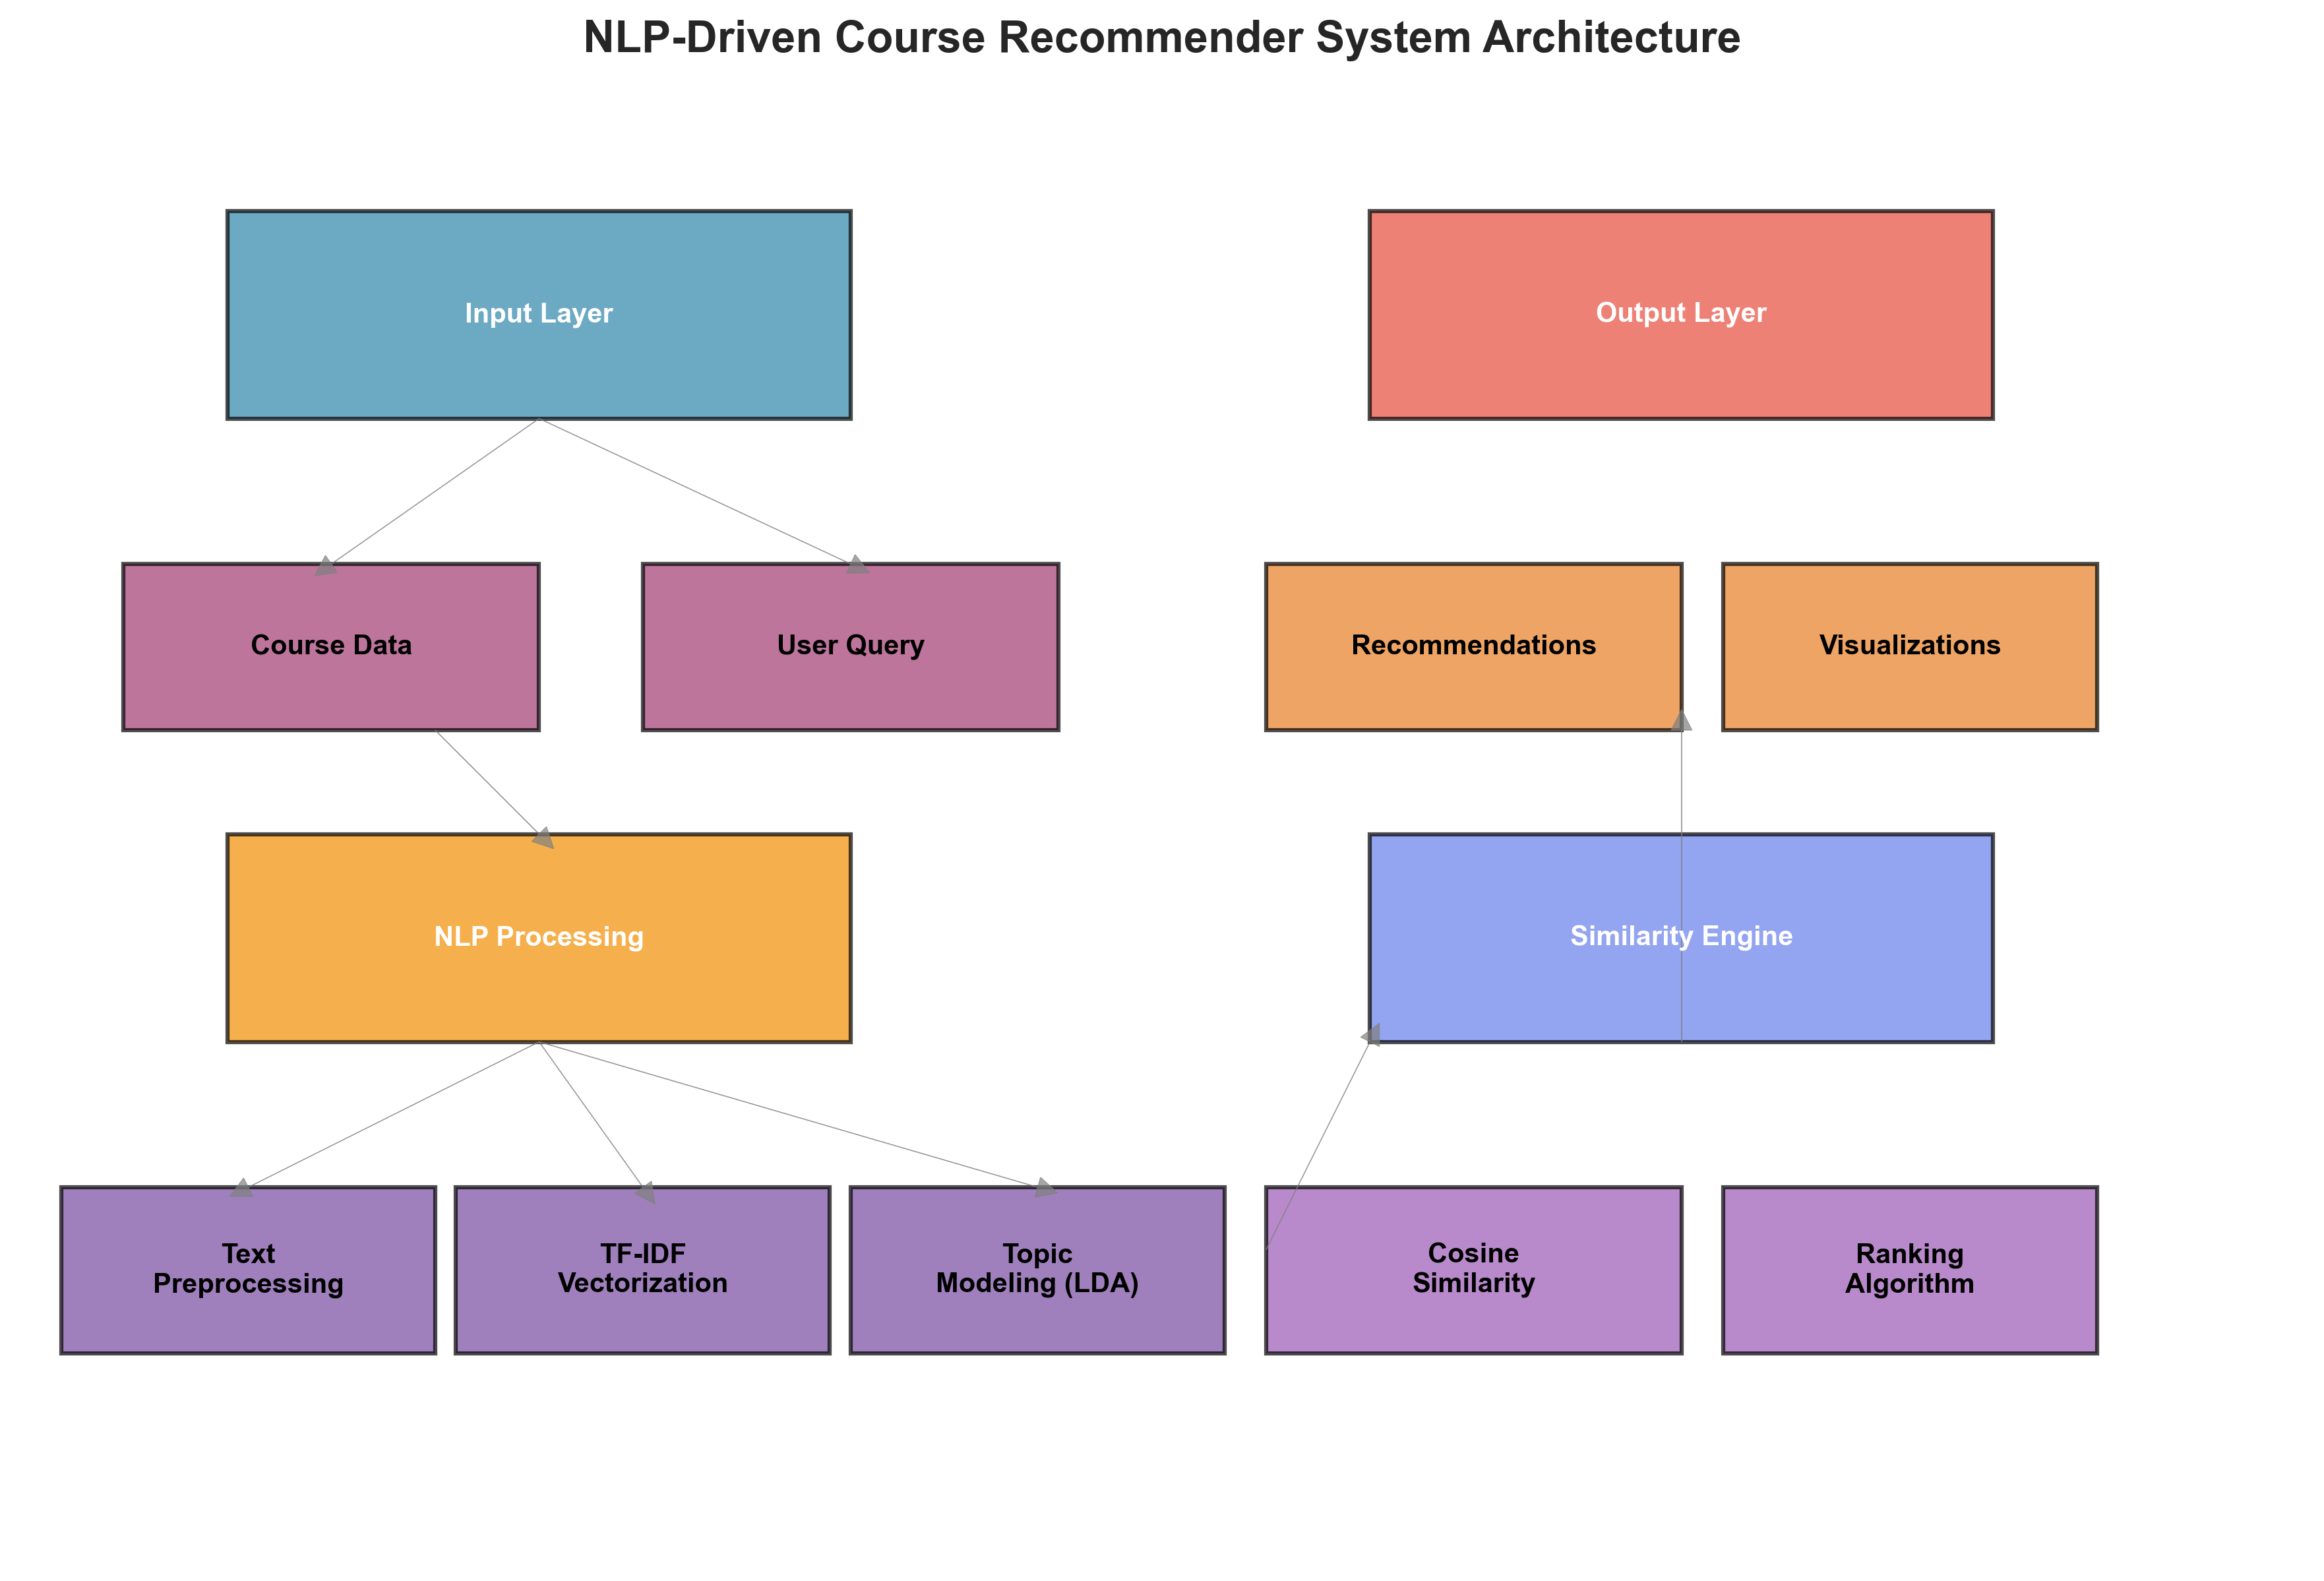 NLP-Driven Course Recommender System Architecture
Input Layer
Output Layer
Course Data
User Query
Recommendations
Visualizations
NLP Processing
Similarity Engine
Text
Preprocessing
TF-IDF
Vectorization
Topic
Modeling (LDA)
Cosine
Similarity
Ranking
Algorithm